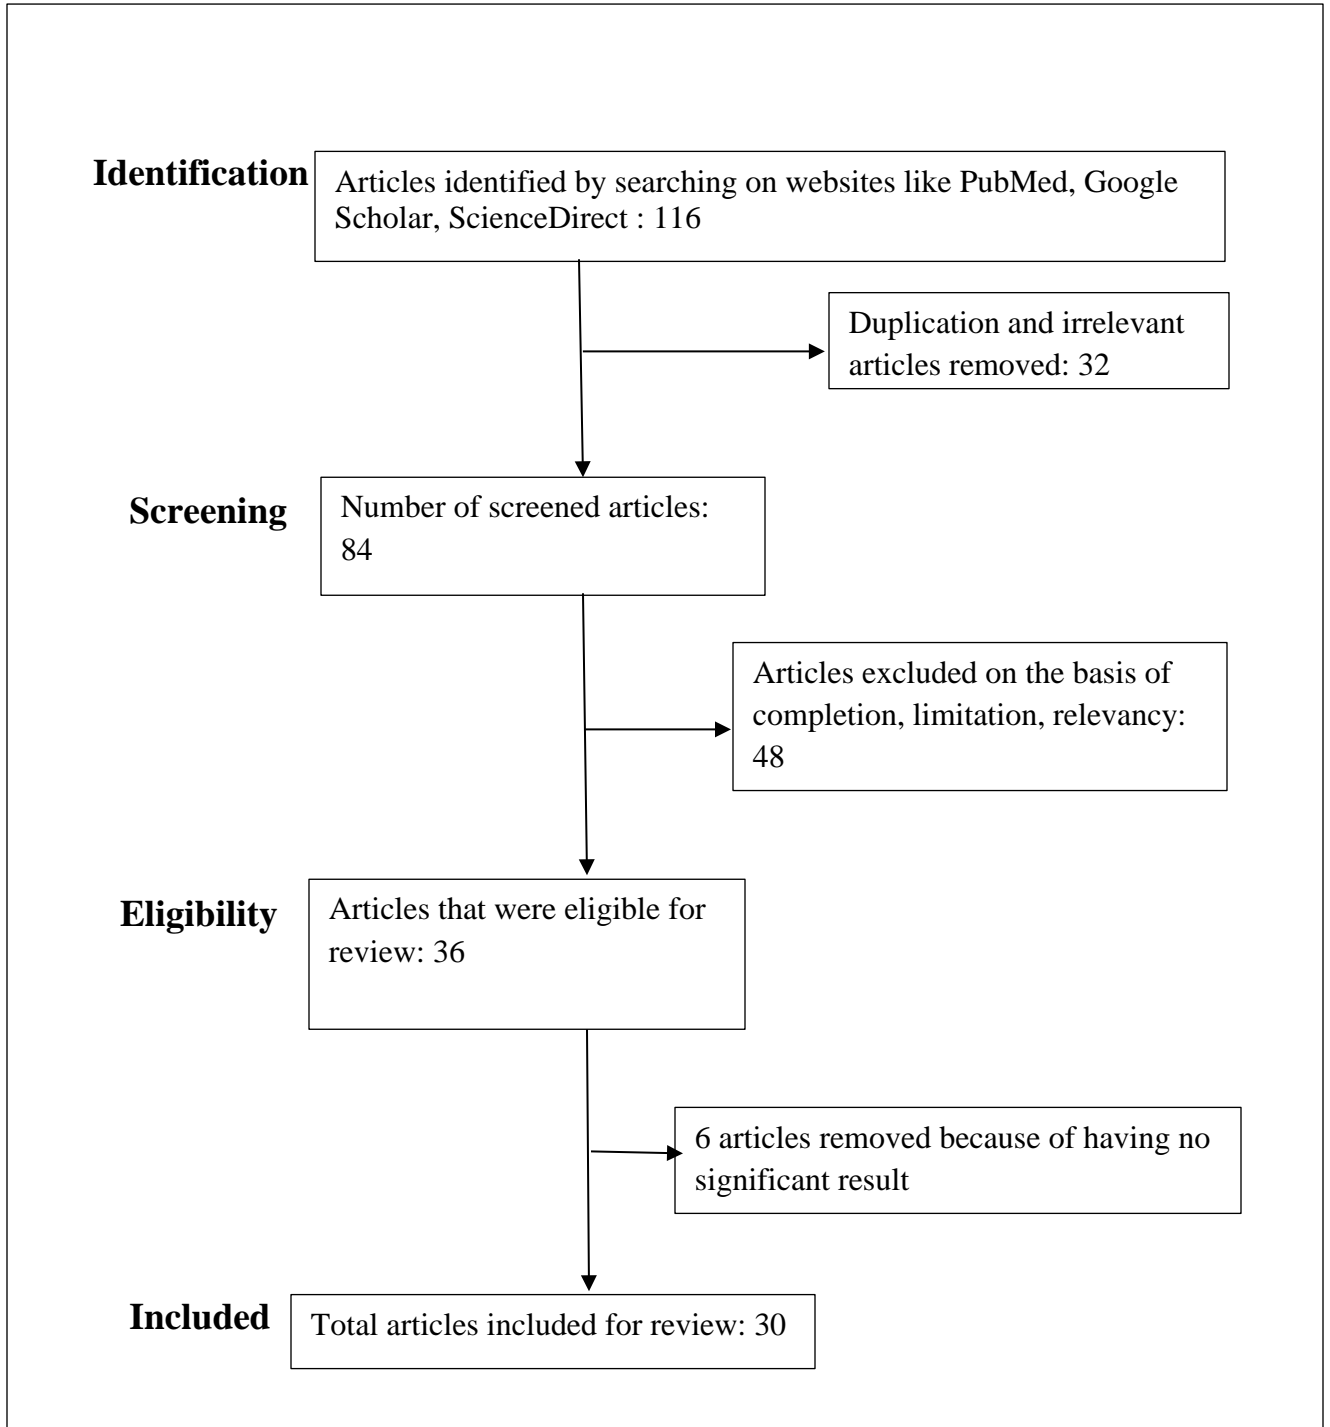 Identification
Articles identified by searching on websites like PubMed, Google
Scholar, ScienceDirect : 116
Duplication and irrelevant
articles removed: 32
Screening
Number of screened articles:
84
Articles excluded on the basis of
completion, limitation, relevancy:
48
Eligibility
Articles that were eligible for
review: 36
6 articles removed because of having no
significant result
Included
Total articles included for review: 30